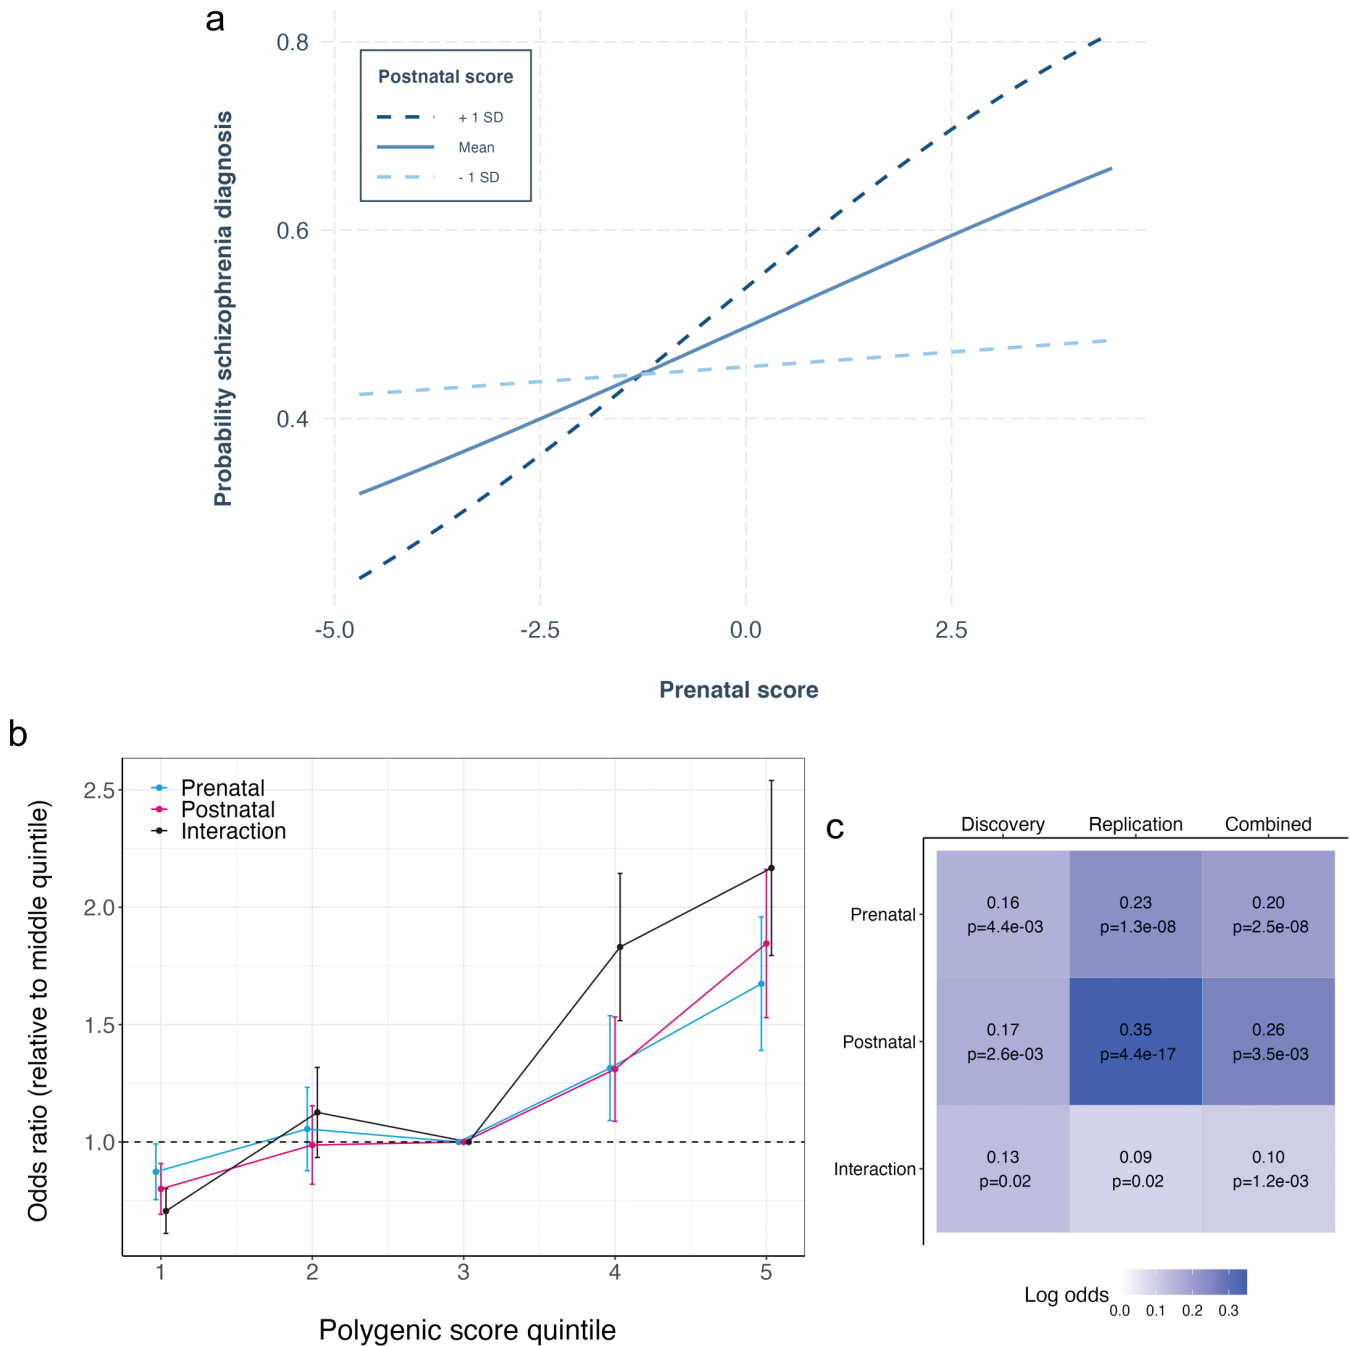 a
0.8
0.6
0.4
Probability schizophrenia diagnosis
Postnatal score
+ 1 SD
Mean
- 1 SD
-5.0
-2.5
0.0
2.5
Prenatal score
b
2.5
2.0
1.5
1.0
Odds ratio (relative to middle quintile)
Prenatal
Postnatal
Interaction
1
2
3
4
5
Polygenic score quintile
c
Discovery
Replication
Combined
Prenatal
0.16
p=4.4e-03
0.23
p=1.3e-08
0.20
p=2.5e-08
Postnatal
0.17
p=2.6e-03
0.35
p=4.4e-17
0.26
p=3.5e-03
Interaction
0.13
p=0.02
0.09
p=0.02
0.10
p=1.2e-03
Log odds
0.0
0.1
0.2
0.3